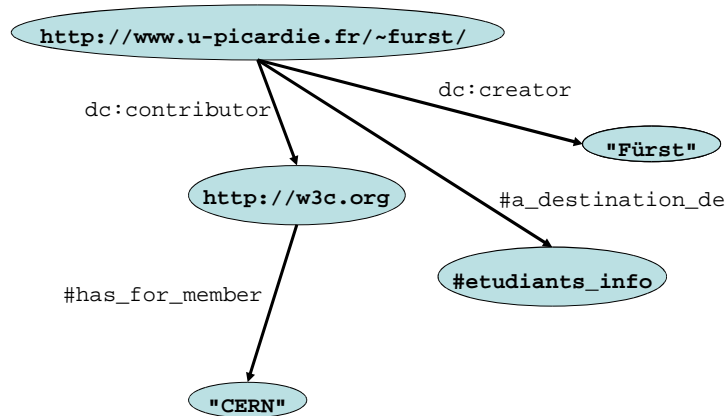 http://www.u-picardie.fr/~furst/
dc:creator
dc:contributor
"Fürst"
http://w3c.org
#a_destination_de
#etudiants_info
#has_for_member
"CERN"